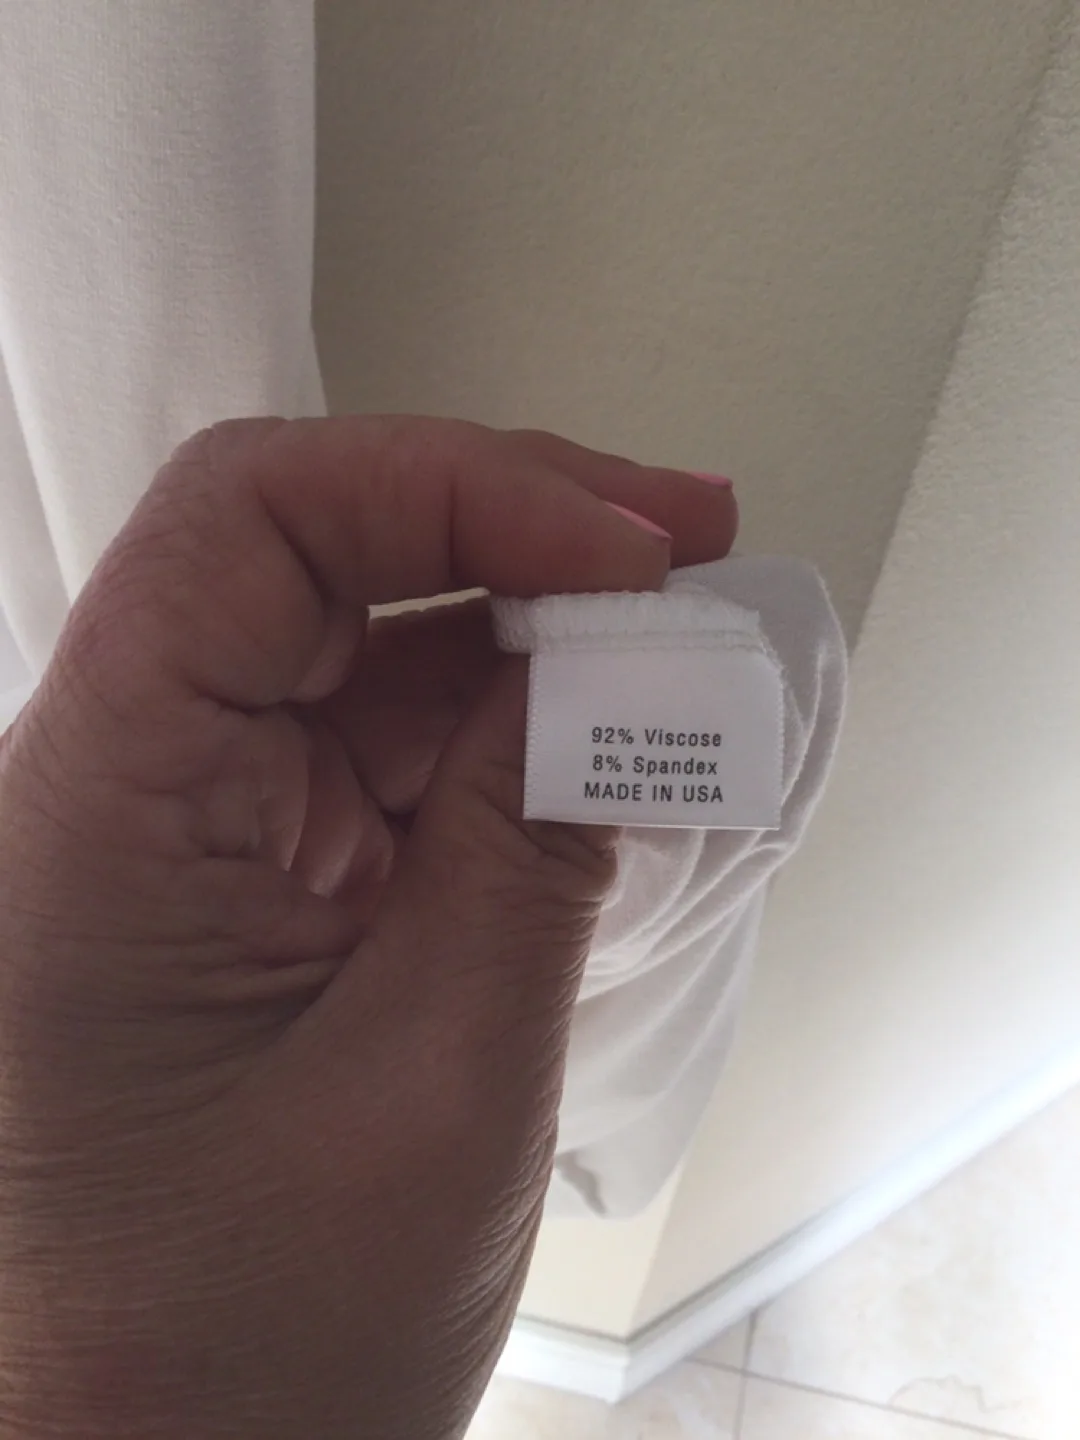 92% Viscose
8% Spandex
MADE IN USA